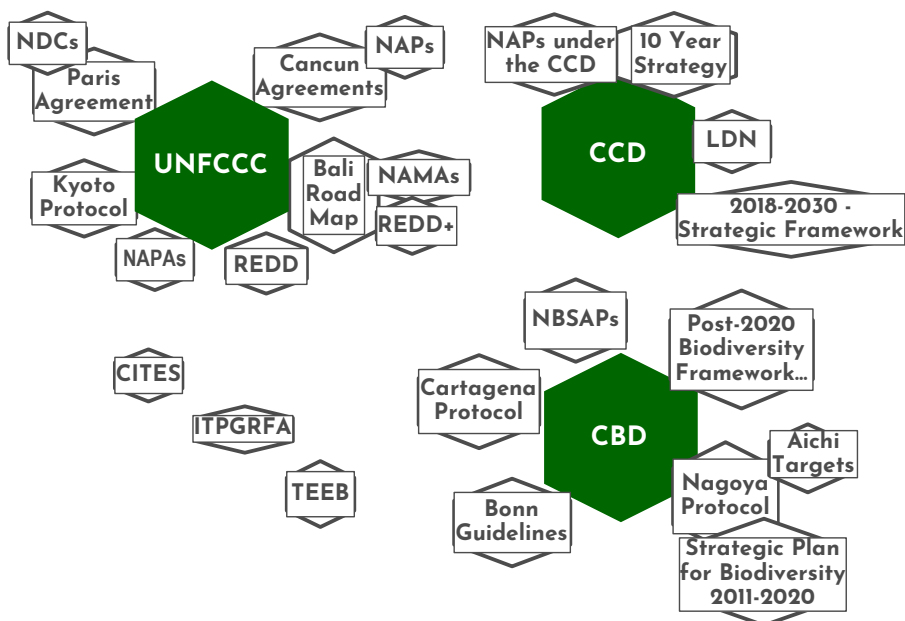 NDCs
Paris
Agreement
Cancun
Agreements
NAPs
UNFCCC
Kyoto
Protocol
Bali
Road
Map
NAMAs
REDD+
NAPAs
REDD
NAPs under
the CCD
10 Year
Strategy
CCD
LDN
2018-2030 -
Strategic Framework
CITES
ITPGRFA
TEEB
NBSAPs
Post-2020
Biodiversity
Framework...
Cartagena
Protocol
CBD
Aichi
Targets
Nagoya
Protocol
Bonn
Guidelines
Strategic Plan
for Biodiversity
2011-2020